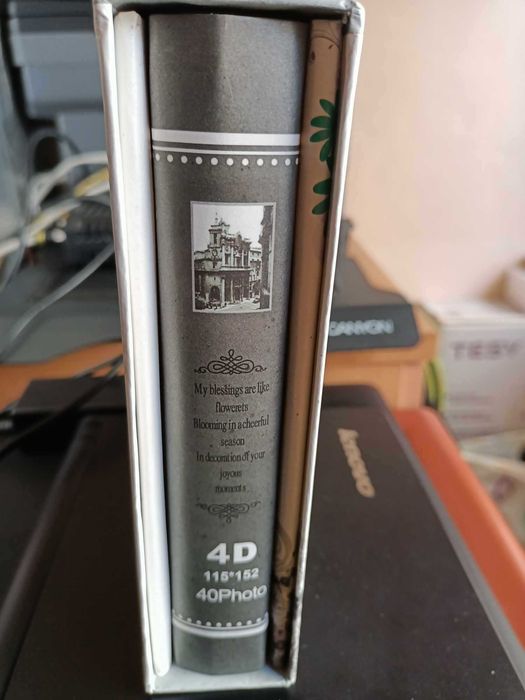 My blessings are like
flowerets
Blooming in a cheerful
season
In decoration of your
joyous
moments
4D
115*152
40Photo
CANYON
TESY
lenovo